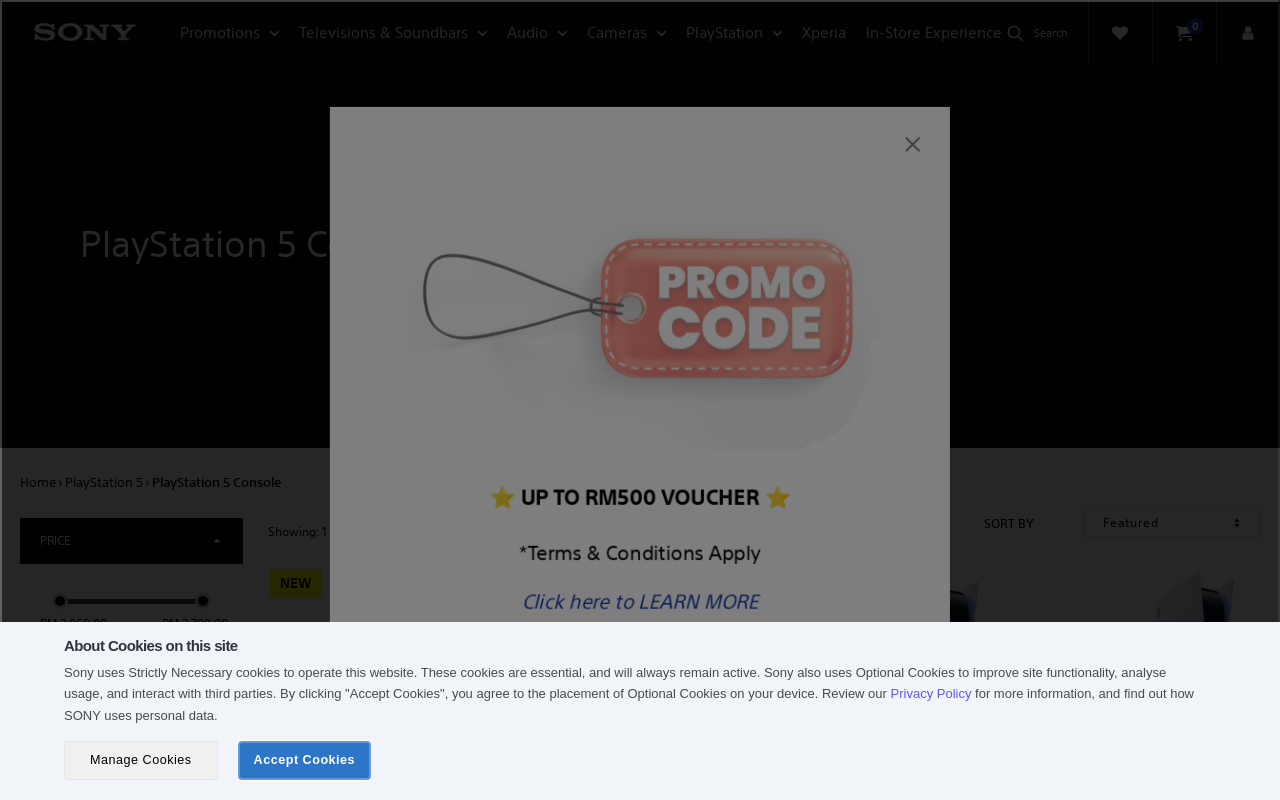 SONY
Promotions
Televisions & Soundbars
Audio
Cameras
PlayStation
Xperia
In-Store Experience
Search
0
PlayStation 5 Co
PROMO
CODE
⭐ UP TO RM500 VOUCHER ⭐
*Terms & Conditions Apply
Click here to LEARN MORE
Home › PlayStation 5 › PlayStation 5 Console
PRICE
Showing: 1
SORT BY
Featured
NEW
About Cookies on this site
Sony uses Strictly Necessary cookies to operate this website. These cookies are essential, and will always remain active. Sony also uses Optional Cookies to improve site functionality, analyse
usage, and interact with third parties. By clicking "Accept Cookies", you agree to the placement of Optional Cookies on your device. Review our Privacy Policy for more information, and find out how
SONY uses personal data.
Manage Cookies
Accept Cookies